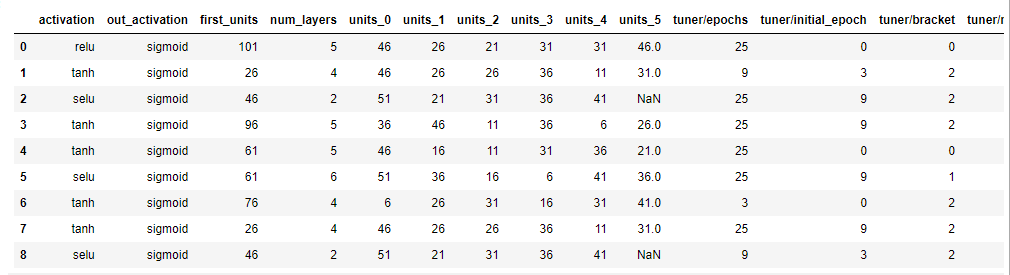 activation out_activation first_units num_layers units_0 units_1 units_2 units_3 units_4 units_5 tuner/epochs tuner/initial_epoch tuner/bracket tuner/r
0 relu sigmoid 101 5 46 26 21 31 31 46.0 25 0 0
1 tanh sigmoid 26 4 46 26 26 36 11 31.0 9 3 2
2 selu sigmoid 46 2 51 21 31 36 41 NaN 25 9 2
3 tanh sigmoid 96 5 36 46 11 36 6 26.0 25 9 2
4 tanh sigmoid 61 5 46 16 11 31 36 21.0 25 0 0
5 selu sigmoid 61 6 51 36 16 6 41 36.0 25 9 1
6 tanh sigmoid 76 4 6 26 31 16 31 41.0 3 0 2
7 tanh sigmoid 26 4 46 26 26 36 11 31.0 25 9 2
8 selu sigmoid 46 2 51 21 31 36 41 NaN 9 3 2